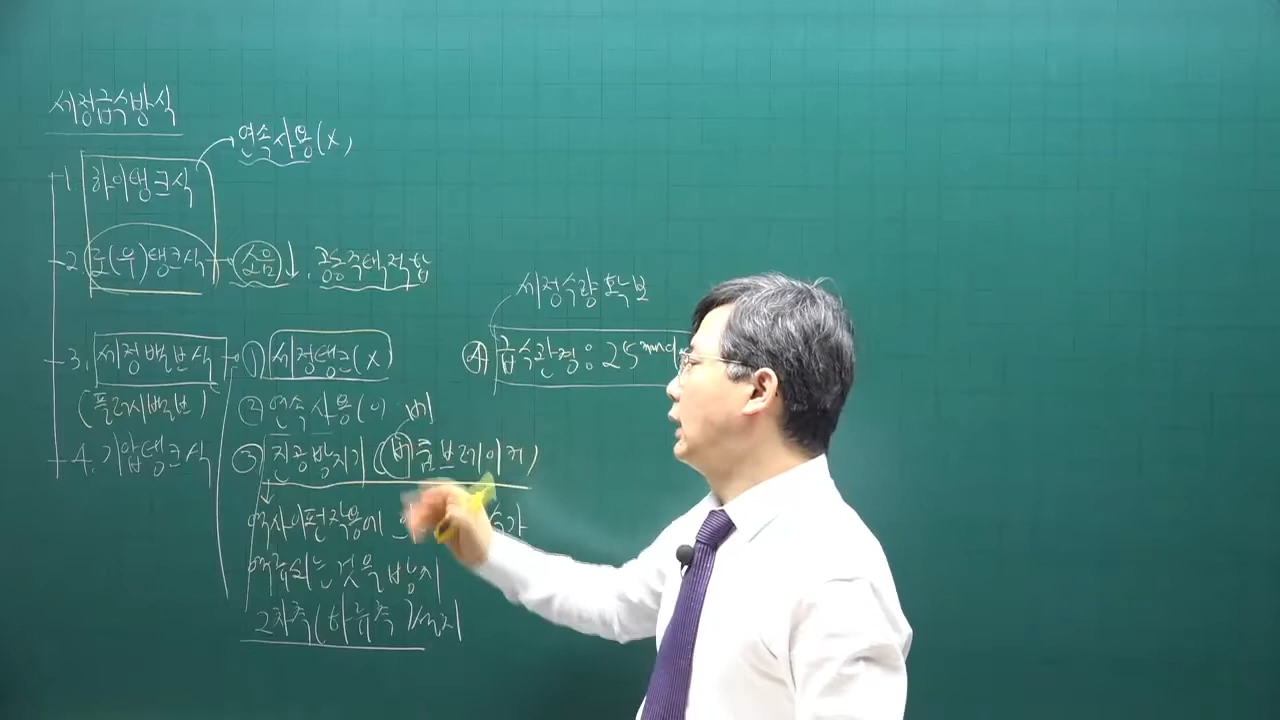 세정급수방식
연속사용(X)
1 하이탱크식
2. 로(우)탱크식 → 소음↓, 공동주택적합
3. 세정밸브식 (플러시밸브)
① 세정탱크(X)
② 연속사용(O)
③ 진공방지기 (버큠브레이커)
역사이펀작용에
역류되는 것을 방지
2차측(하류측)설치
4. 기압탱크식
세정수량 확보
④ 급수관경 : 25mm